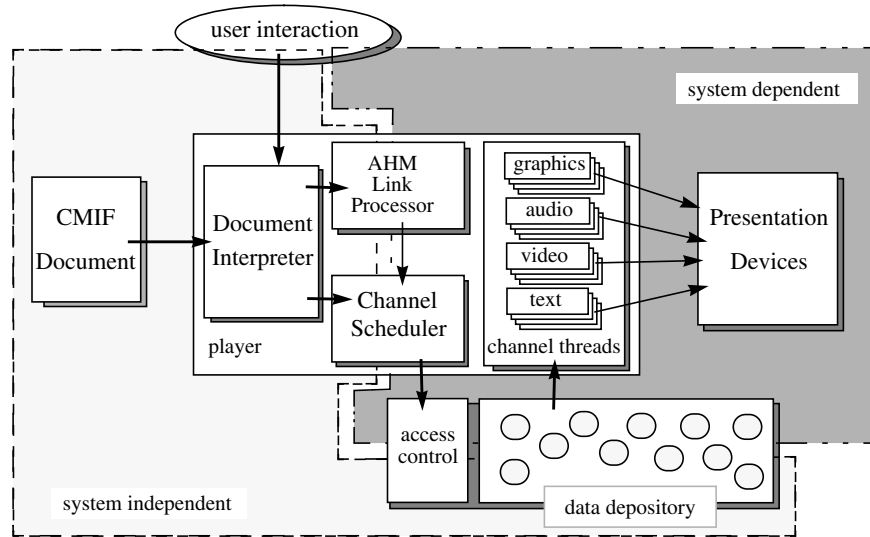 user interaction
system dependent
CMIF
Document
Document
Interpreter
AHM
Link
Processor
Channel
Scheduler
player
graphics
audio
video
text
channel threads
Presentation
Devices
access
control
data depository
system independent